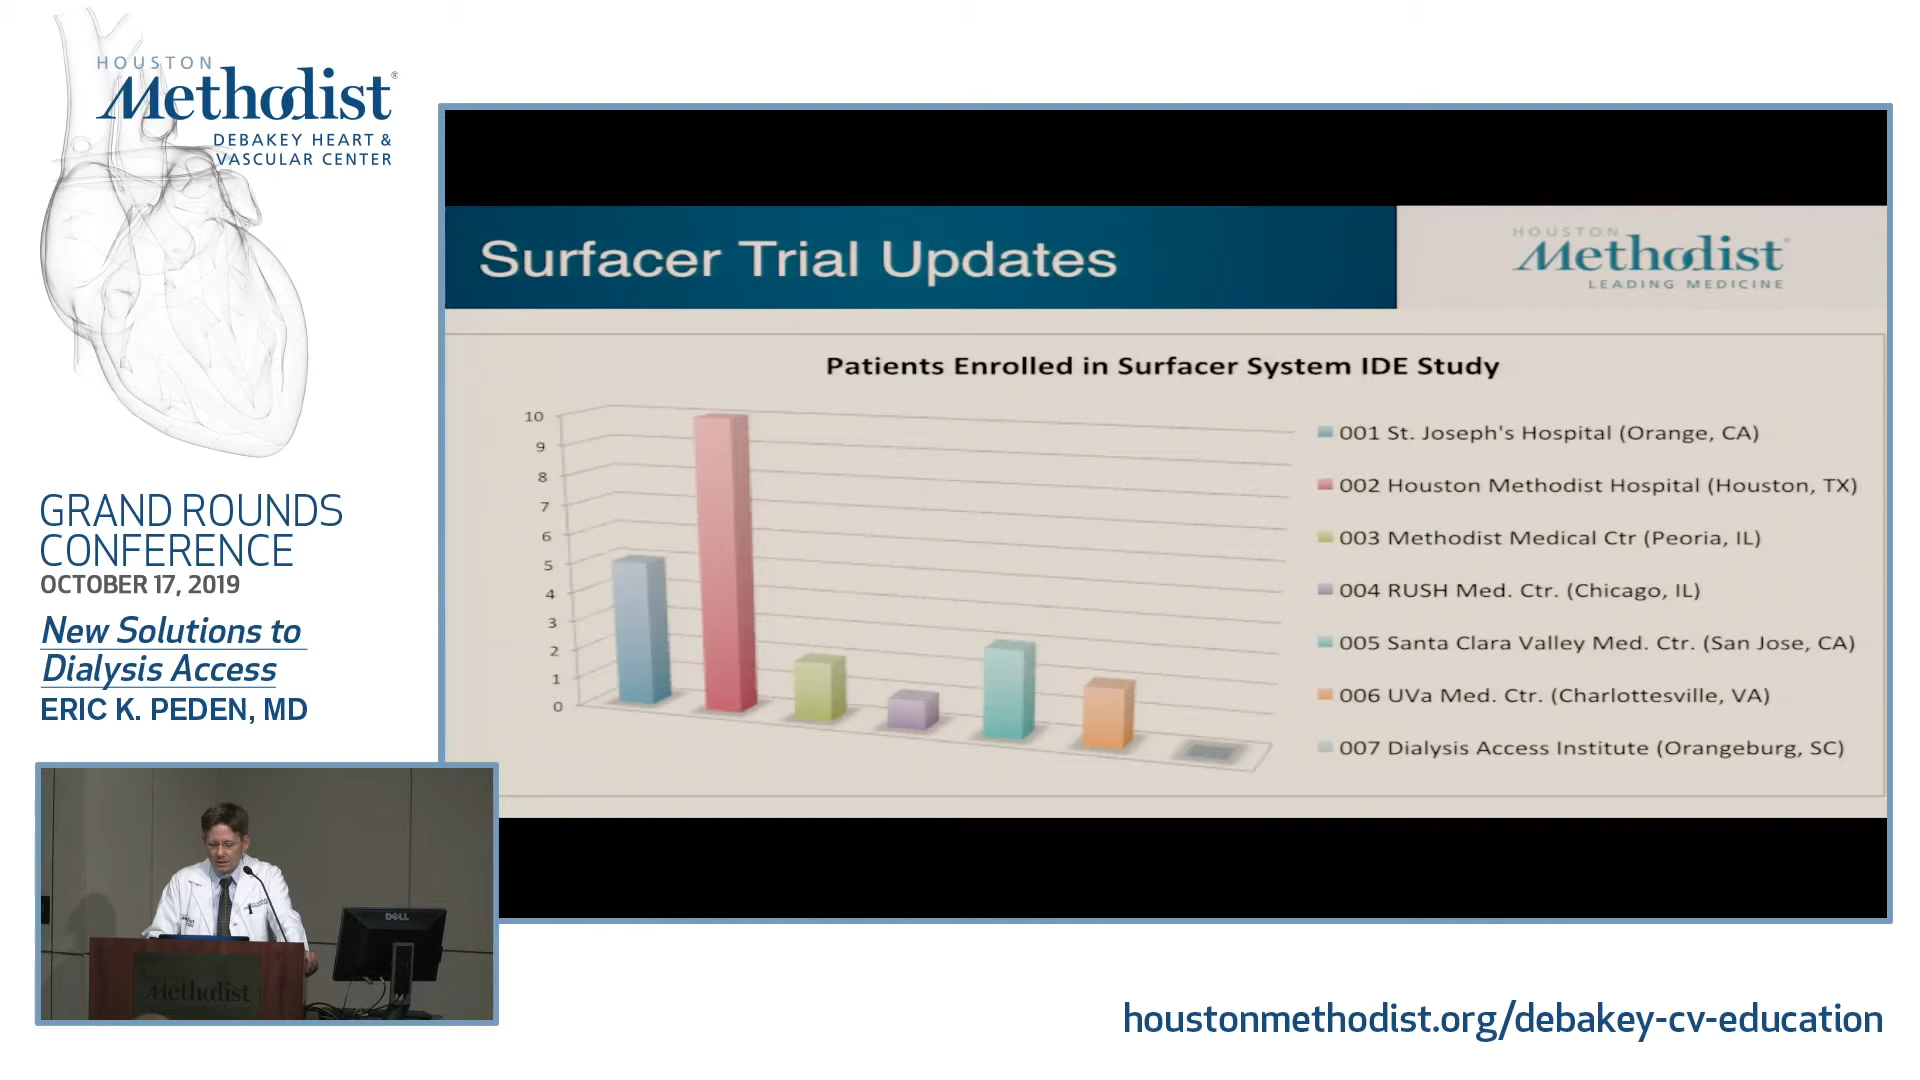 HOUSTON
Methodist®
DEBAKEY HEART &
VASCULAR CENTER
GRAND ROUNDS
CONFERENCE
OCTOBER 17, 2019
New Solutions to
Dialysis Access
ERIC K. PEDEN, MD
Surfacer Trial Updates
HOUSTON
Methodist
LEADING MEDICINE
Patients Enrolled in Surfacer System IDE Study
10
9
8
7
6
5
4
3
2
1
0
001 St. Joseph's Hospital (Orange, CA)
002 Houston Methodist Hospital (Houston, TX)
003 Methodist Medical Ctr (Peoria, IL)
004 RUSH Med. Ctr. (Chicago, IL)
005 Santa Clara Valley Med. Ctr. (San Jose, CA)
006 UVa Med. Ctr. (Charlottesville, VA)
007 Dialysis Access Institute (Orangeburg, SC)
DELL
Methodist
houstonmethodist.org/debakey-cv-education